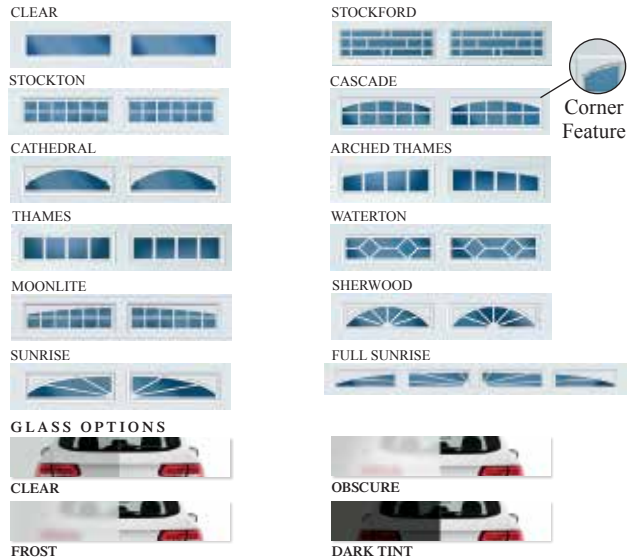 CLEAR
STOCKFORD
STOCKTON
CASCADE
Corner
Feature
CATHEDRAL
ARCHED THAMES
THAMES
WATERTON
MOONLITE
SHERWOOD
SUNRISE
FULL SUNRISE
GLASS OPTIONS
CLEAR
OBSCURE
FROST
DARK TINT